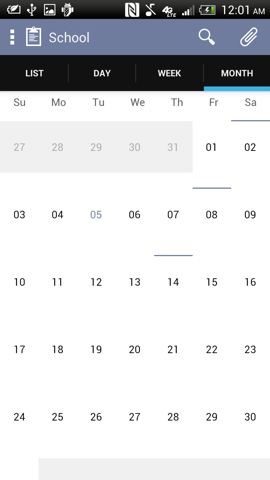 4G LTE 12:01 AM
School
LIST DAY WEEK MONTH
Su Mo Tu We Th Fr Sa
27 28 29 30 31 01 02
03 04 05 06 07 08 09
10 11 12 13 14 15 16
17 18 19 20 21 22 23
24 25 26 27 28 29 30